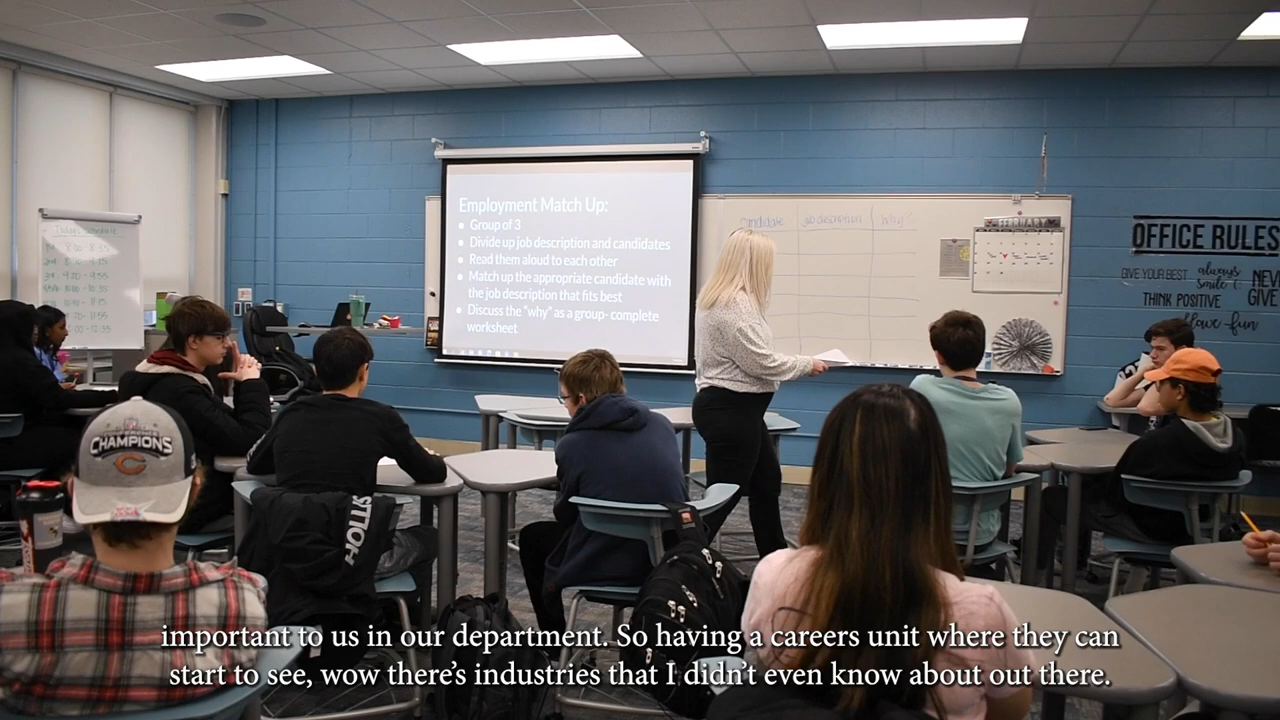 Employment Match Up:
• Group of 3
• Divide up job description and candidates
• Read them aloud to each other
• Match up the appropriate candidate with
the job description that fits best
• Discuss the "why" as a group- complete
worksheet
candidate job description why?
FEBRUARY
OFFICE RULES
GIVE YOUR BEST always smile :) NEVER
THINK POSITIVE GIVE
Have fun
CHAMPIONS
important to us in our department. So having a careers unit where they can
start to see, wow there's industries that I didn't even know about out there.